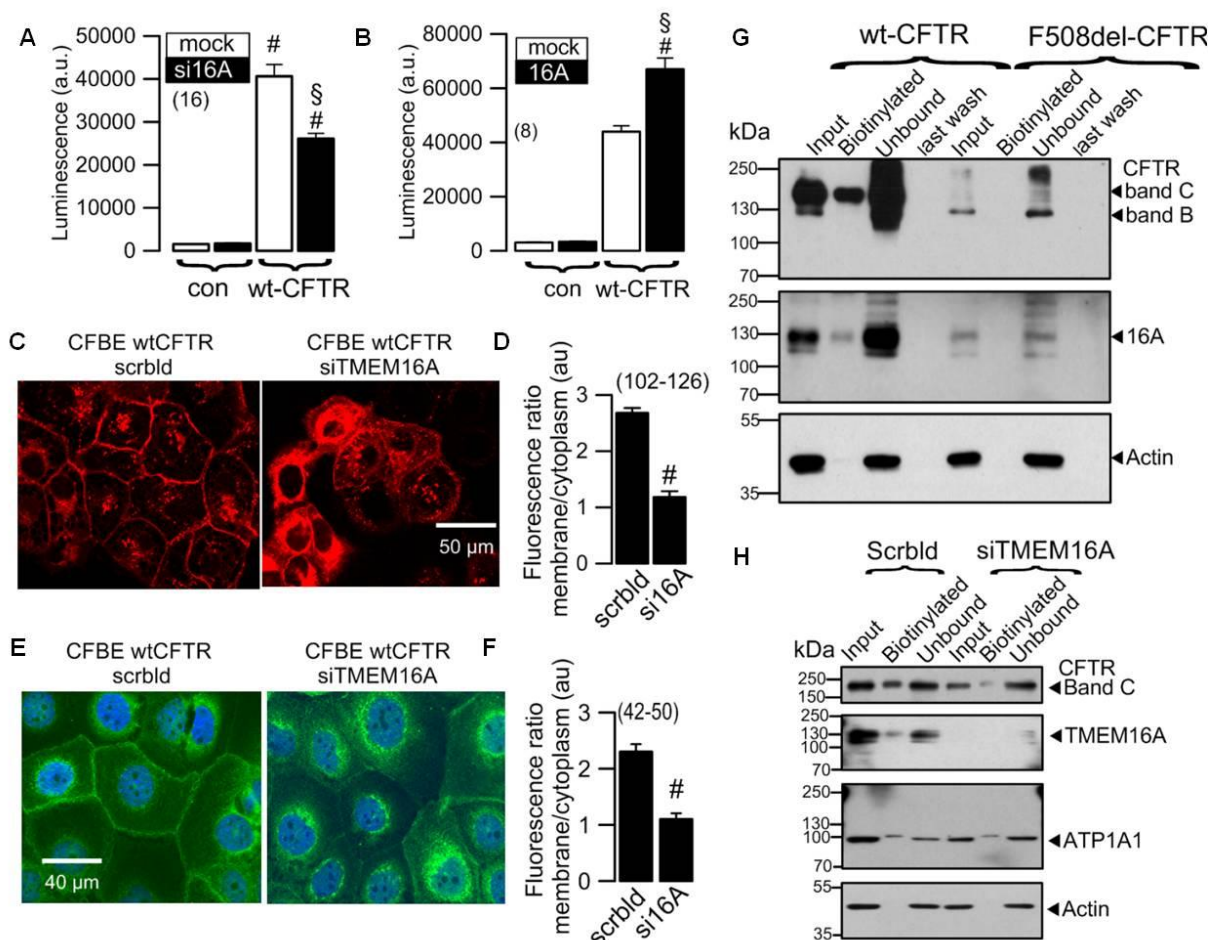 A
Luminescence (a.u.)
50000
40000
30000
20000
10000
0
mock
si16A
(16)
#
§
#
con
wt-CFTR
B
Luminescence (a.u.)
80000
60000
40000
20000
0
mock
16A
(8)
§
#
con
wt-CFTR
C
CFBE wtCFTR
scrbld
CFBE wtCFTR
siTMEM16A
50 µm
D
Fluorescence ratio
membrane/cytoplasm (au)
(102-126)
3
2
1
0
#
scrbld
si16A
E
CFBE wtCFTR
scrbld
CFBE wtCFTR
siTMEM16A
40 µm
F
Fluorescence ratio
membrane/cytoplasm (au)
(42-50)
3
2
1
0
#
scrbld
si16A
G
wt-CFTR
F508del-CFTR
kDa
Input
Biotinylated
Unbound
last wash
Input
Biotinylated
Unbound
last wash
250
130
100
70
CFTR
band C
band B
250
130
100
70
16A
55
35
Actin
H
Scrbld
siTMEM16A
kDa
Input
Biotinylated
Unbound
Input
Biotinylated
Unbound
250
150
CFTR
Band C
250
130
100
70
TMEM16A
250
130
100
70
ATP1A1
55
35
Actin